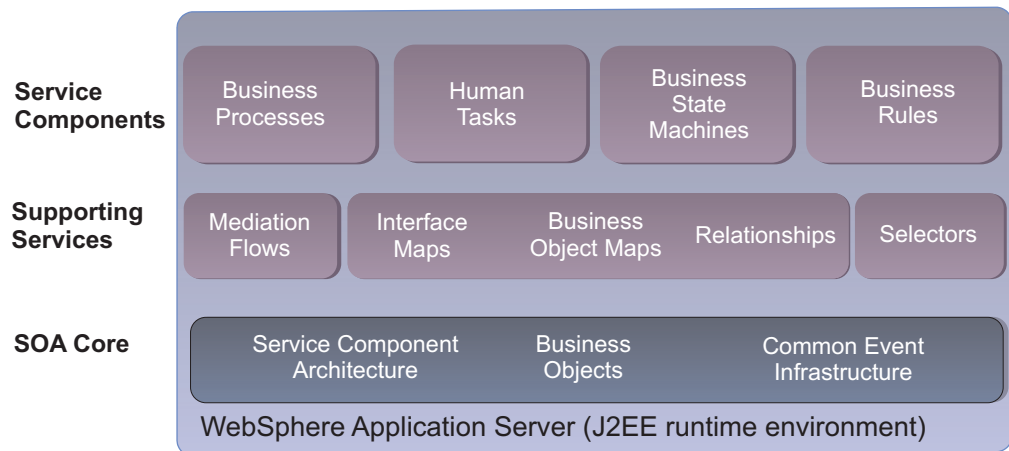 Service
Components
Business
Processes
Human
Tasks
Business
State
Machines
Business
Rules
Supporting
Services
Mediation
Flows
Interface
Maps
Business
Object Maps
Relationships
Selectors
SOA Core
Service Component
Architecture
Business
Objects
Common Event
Infrastructure
WebSphere Application Server (J2EE runtime environment)